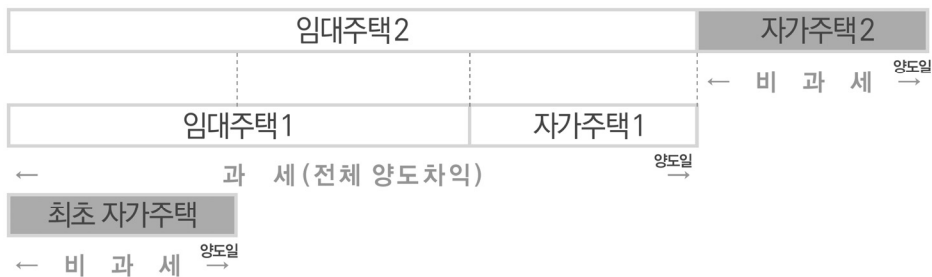 임대주택2 자가주택2
양도일
← 비 과 세 →
임대주택1 자가주택1
양도일
← 과 세(전체 양도차익) →
최초 자가주택
양도일
← 비 과 세 →